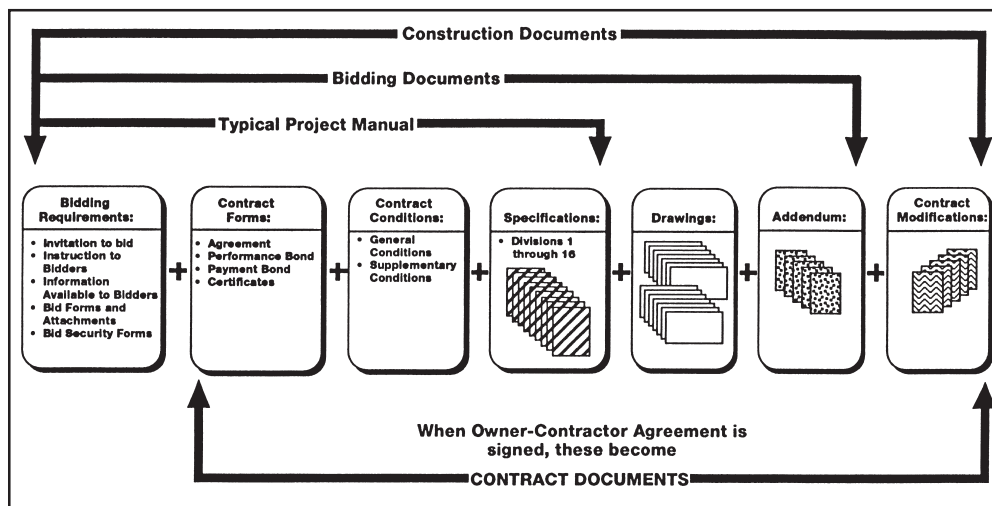 Construction Documents
Bidding Documents
Typical Project Manual
Bidding
Requirements:
• Invitation to bid
• Instruction to
Bidders
• Information
Available to Bidders
• Bid Forms and
Attachments
• Bid Security Forms
+
Contract
Forms:
• Agreement
• Performance Bond
• Payment Bond
• Certificates
+
Contract
Conditions:
• General
Conditions
• Supplementary
Conditions
+
Specifications:
• Divisions 1
through 16
+
Drawings:
+
Addendum:
+
Contract
Modifications:
When Owner-Contractor Agreement is
signed, these become
CONTRACT DOCUMENTS